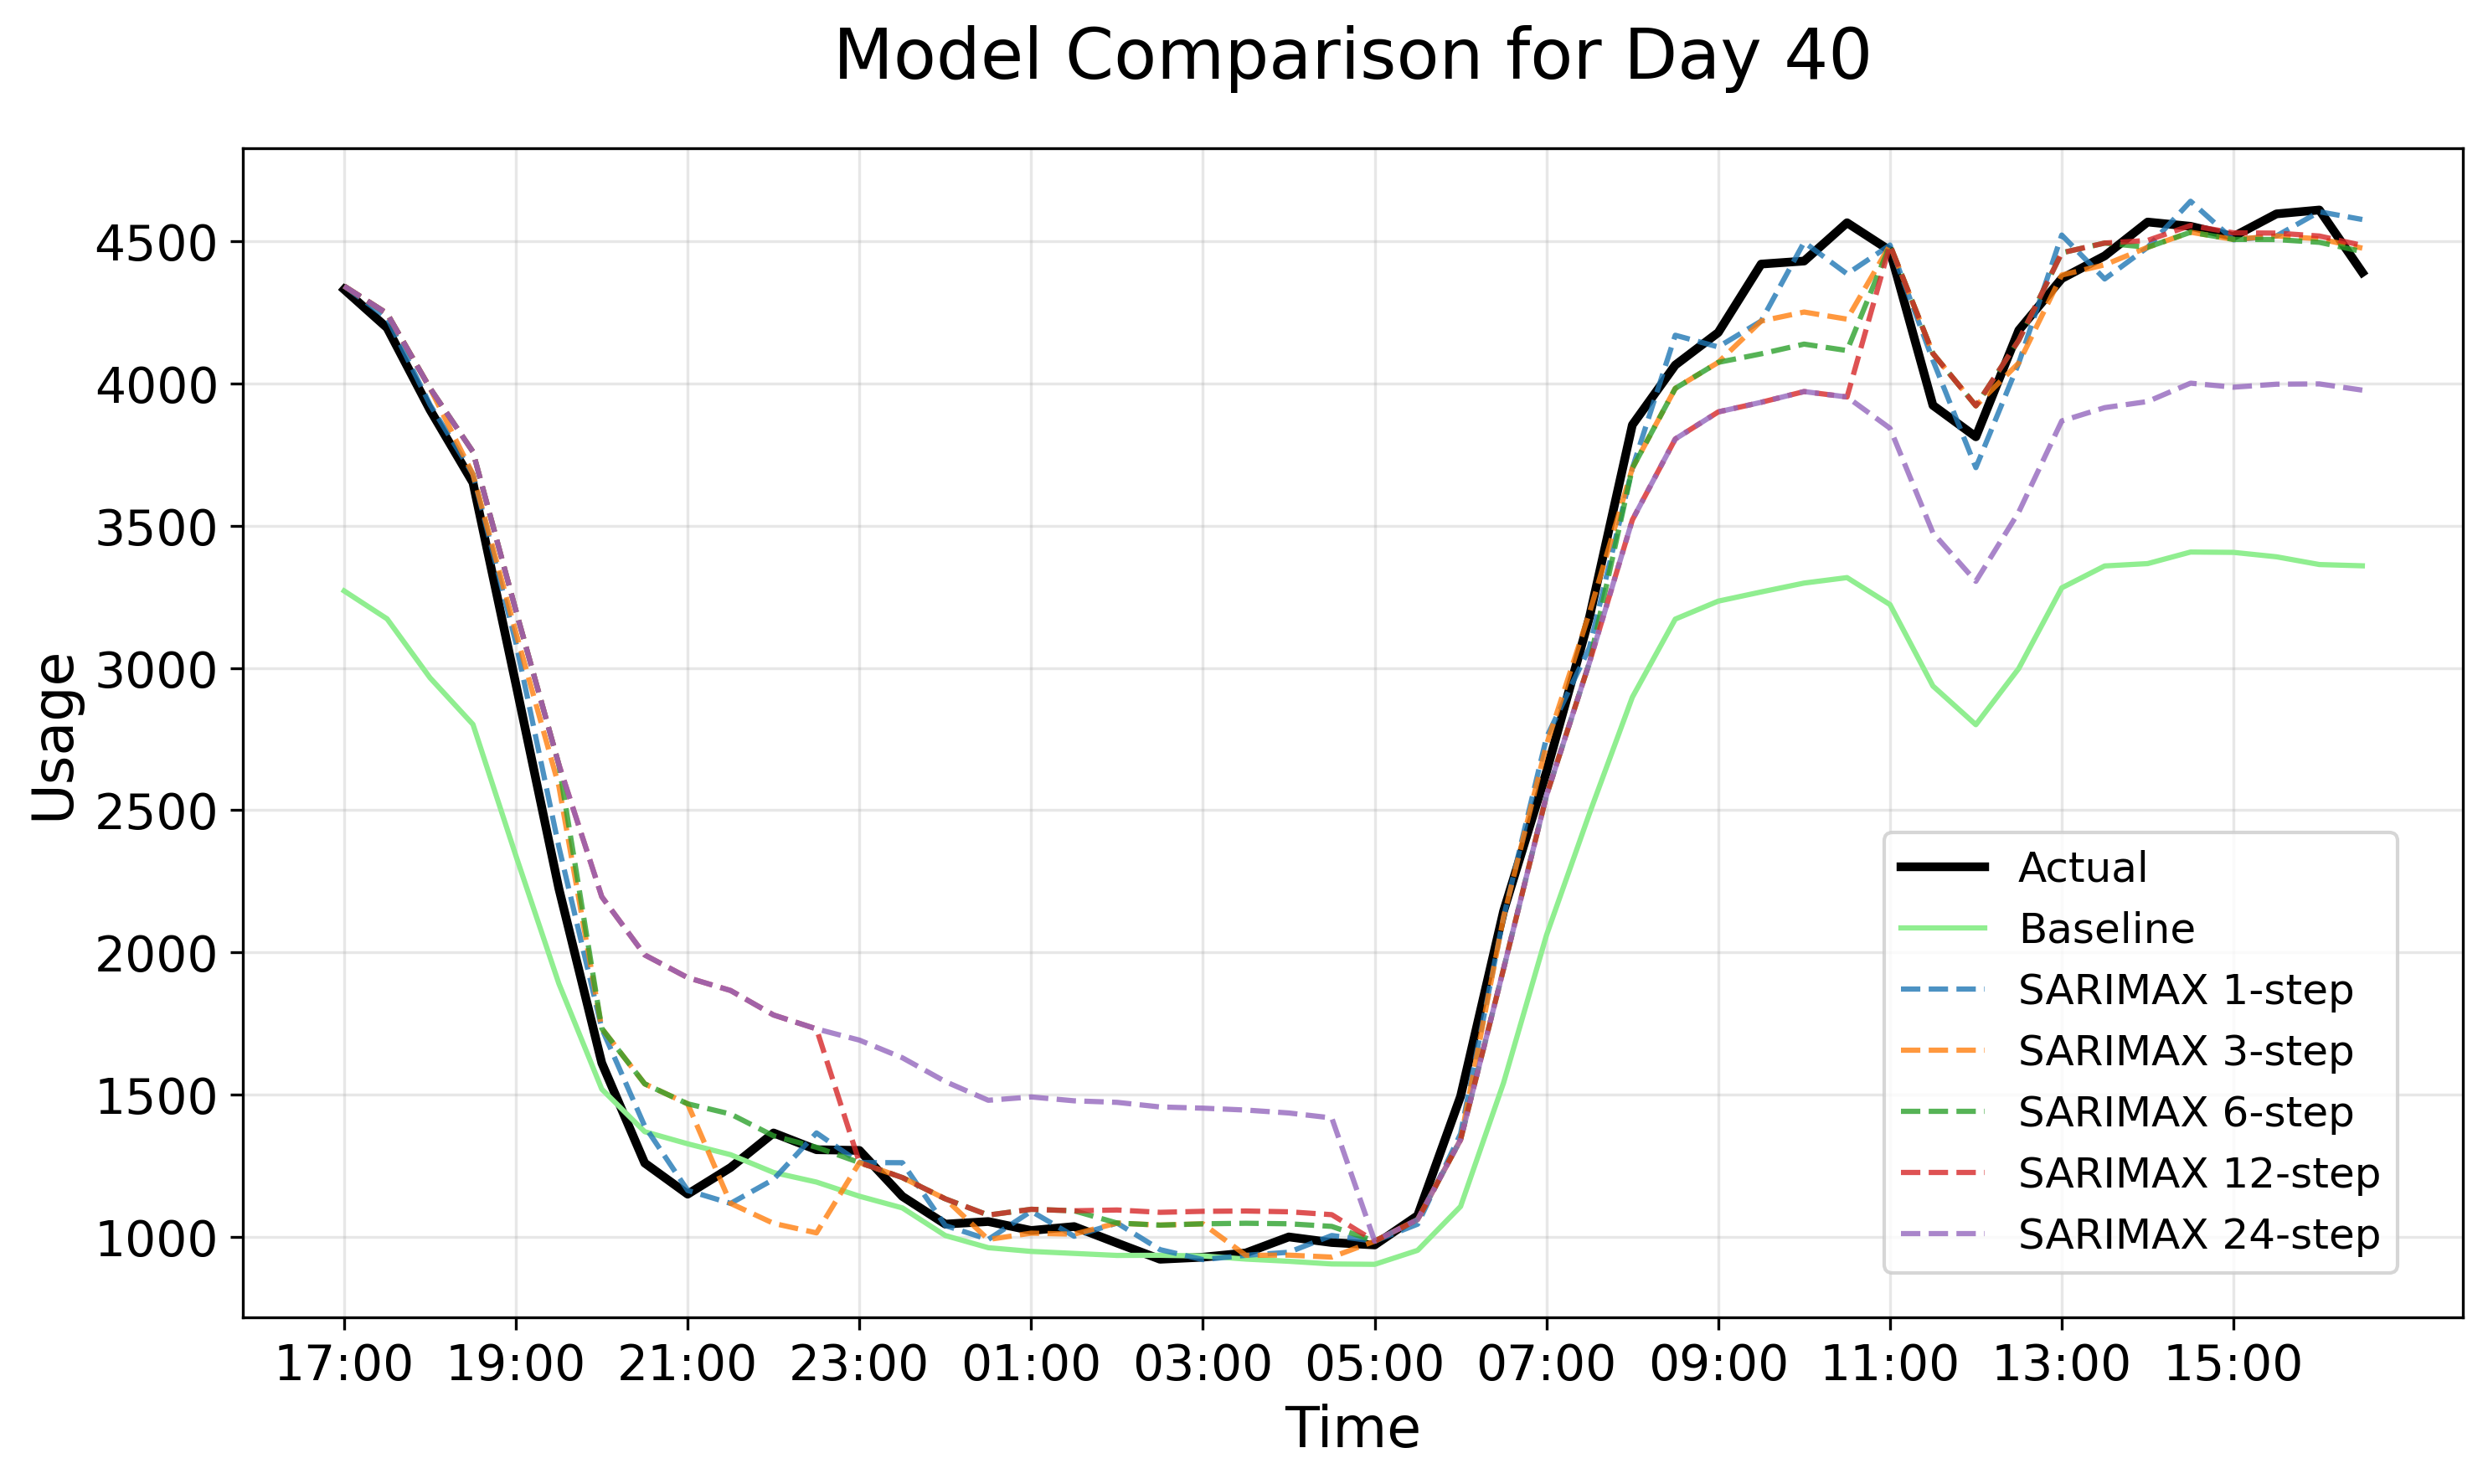 Model Comparison for Day 40
Usage
4500
4000
3500
3000
2500
2000
1500
1000
Actual
Baseline
SARIMAX 1-step
SARIMAX 3-step
SARIMAX 6-step
SARIMAX 12-step
SARIMAX 24-step
17:00 19:00 21:00 23:00 01:00 03:00 05:00 07:00 09:00 11:00 13:00 15:00
Time